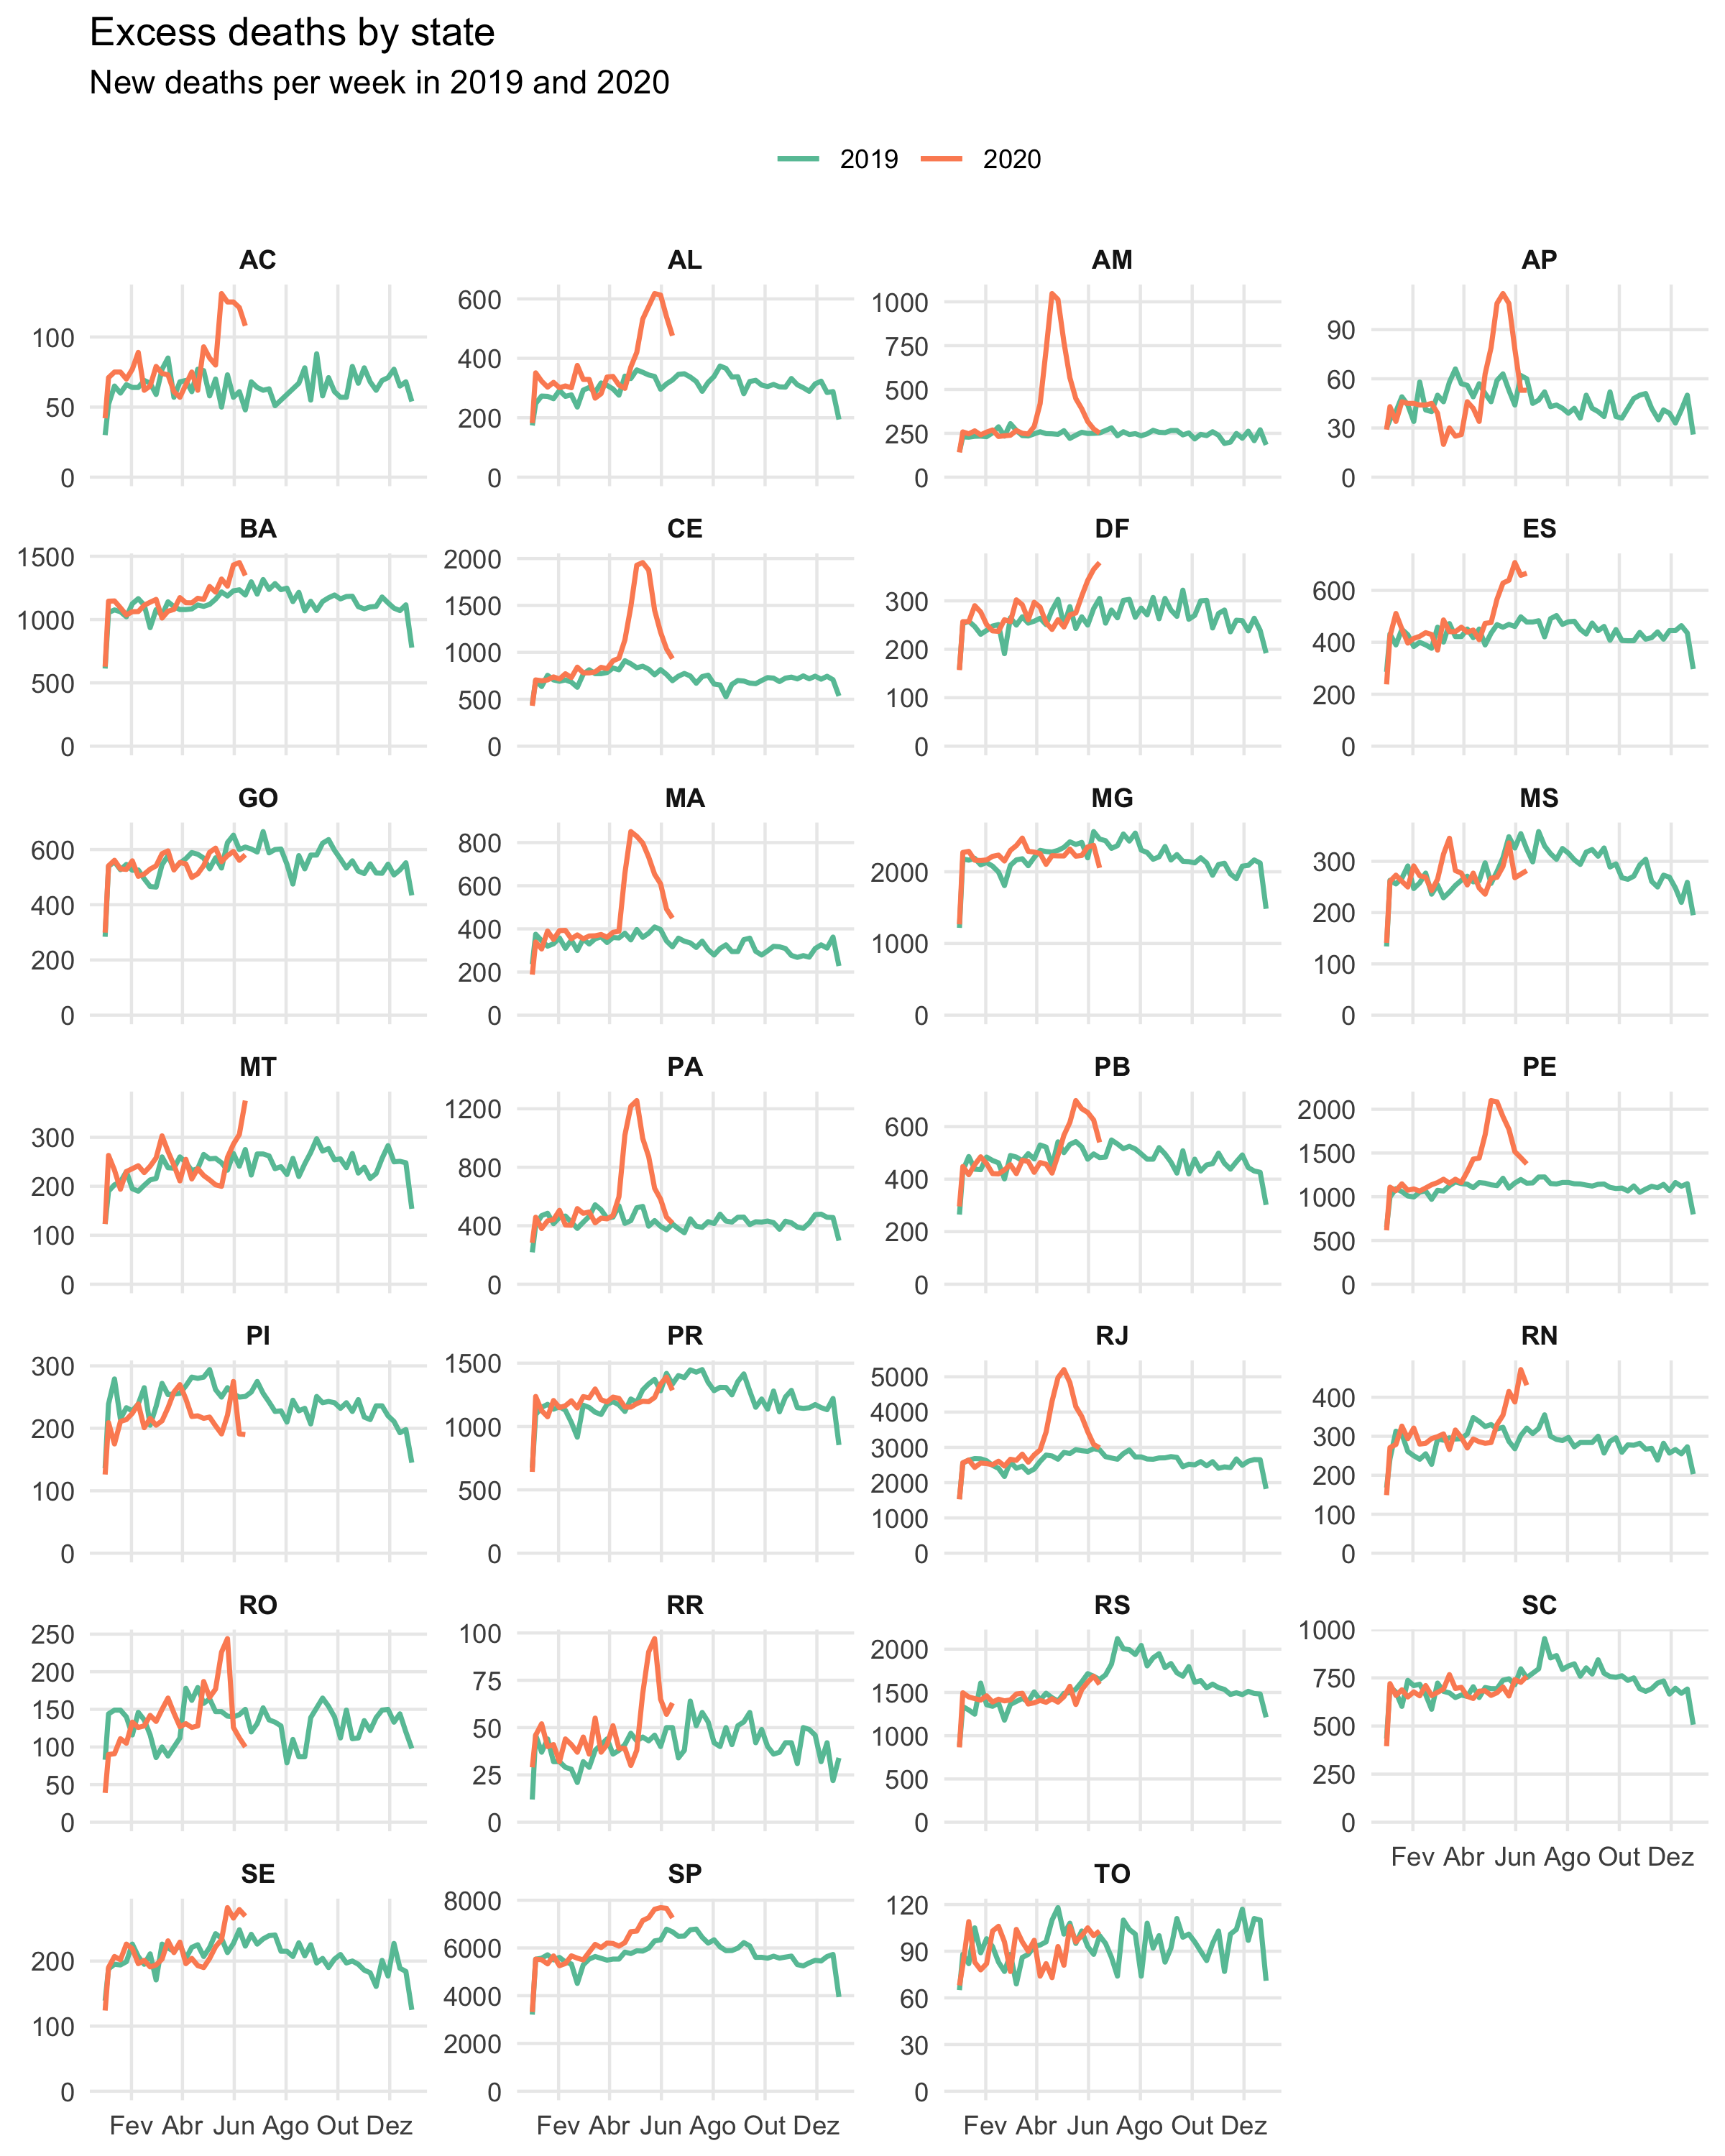 Excess deaths by state
New deaths per week in 2019 and 2020
2019 2020
AC AL AM AP
100 50 0
600 400 200 0
1000 750 500 250 0
90 60 30 0
BA CE DF ES
1500 1000 500 0
2000 1500 1000 500 0
300 200 100 0
600 400 200 0
GO MA MG MS
600 400 200 0
800 600 400 200 0
2000 1000 0
300 200 100 0
MT PA PB PE
300 200 100 0
1200 800 400 0
600 400 200 0
2000 1500 1000 500 0
PI PR RJ RN
300 200 100 0
1500 1000 500 0
5000 4000 3000 2000 1000 0
400 300 200 100 0
RO RR RS SC
250 200 150 100 50 0
100 75 50 25 0
2000 1500 1000 500 0
1000 750 500 250 0
Fev Abr Jun Ago Out Dez
SE SP TO
200 100 0
8000 6000 4000 2000 0
120 90 60 30 0
Fev Abr Jun Ago Out Dez
Fev Abr Jun Ago Out Dez
Fev Abr Jun Ago Out Dez